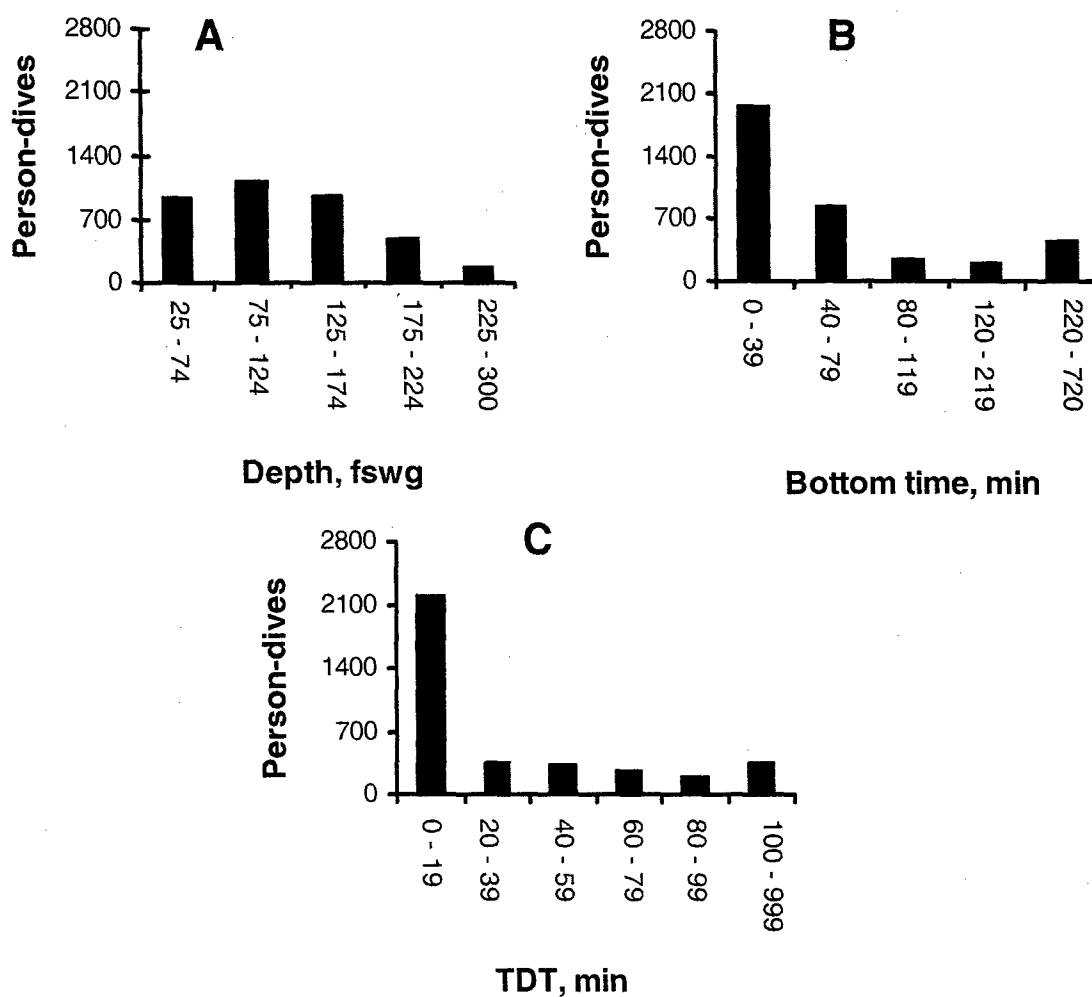 A
Person-dives
2800
2100
1400
700
0
25 - 74
75 - 124
125 - 174
175 - 224
225 - 300
Depth, fswg
B
Person-dives
2800
2100
1400
700
0
0 - 39
40 - 79
80 - 119
120 - 219
220 - 720
Bottom time, min
C
Person-dives
2800
2100
1400
700
0
0 - 19
20 - 39
40 - 59
60 - 79
80 - 99
100 - 999
TDT, min